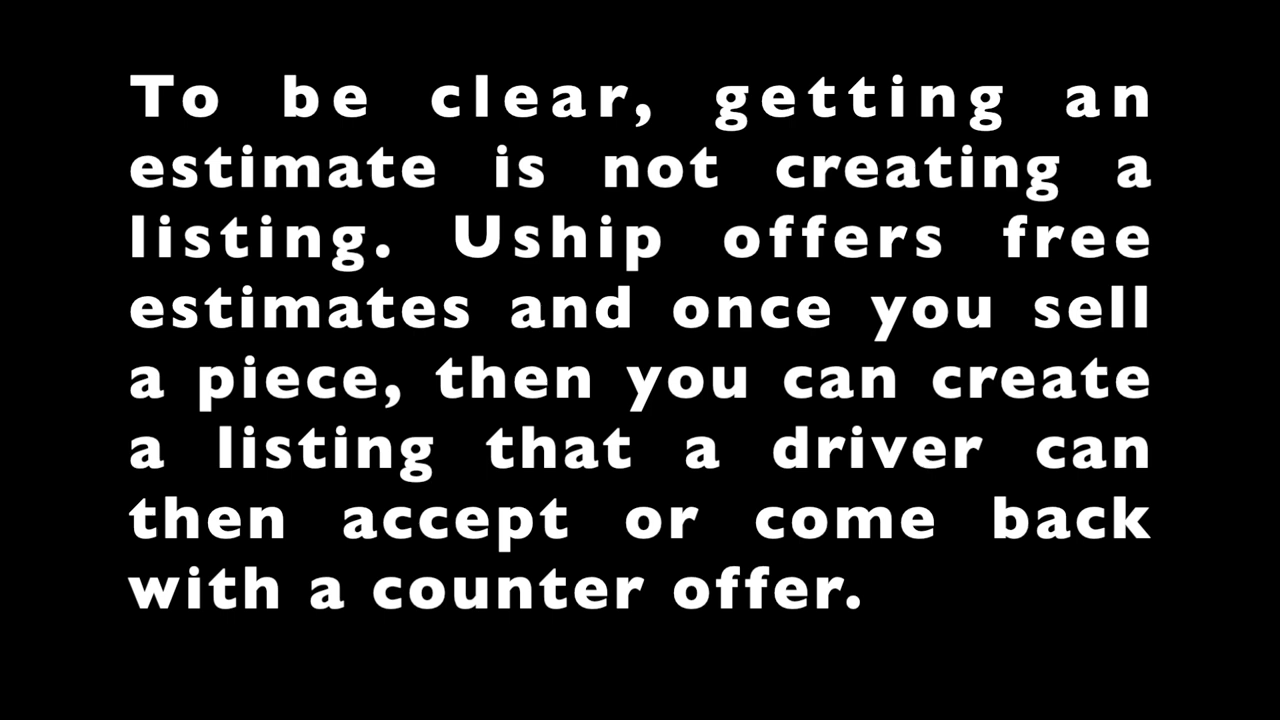 To be clear, getting an
estimate is not creating a
listing. Uship offers free
estimates and once you sell
a piece, then you can create
a listing that a driver can
then accept or come back
with a counter offer.